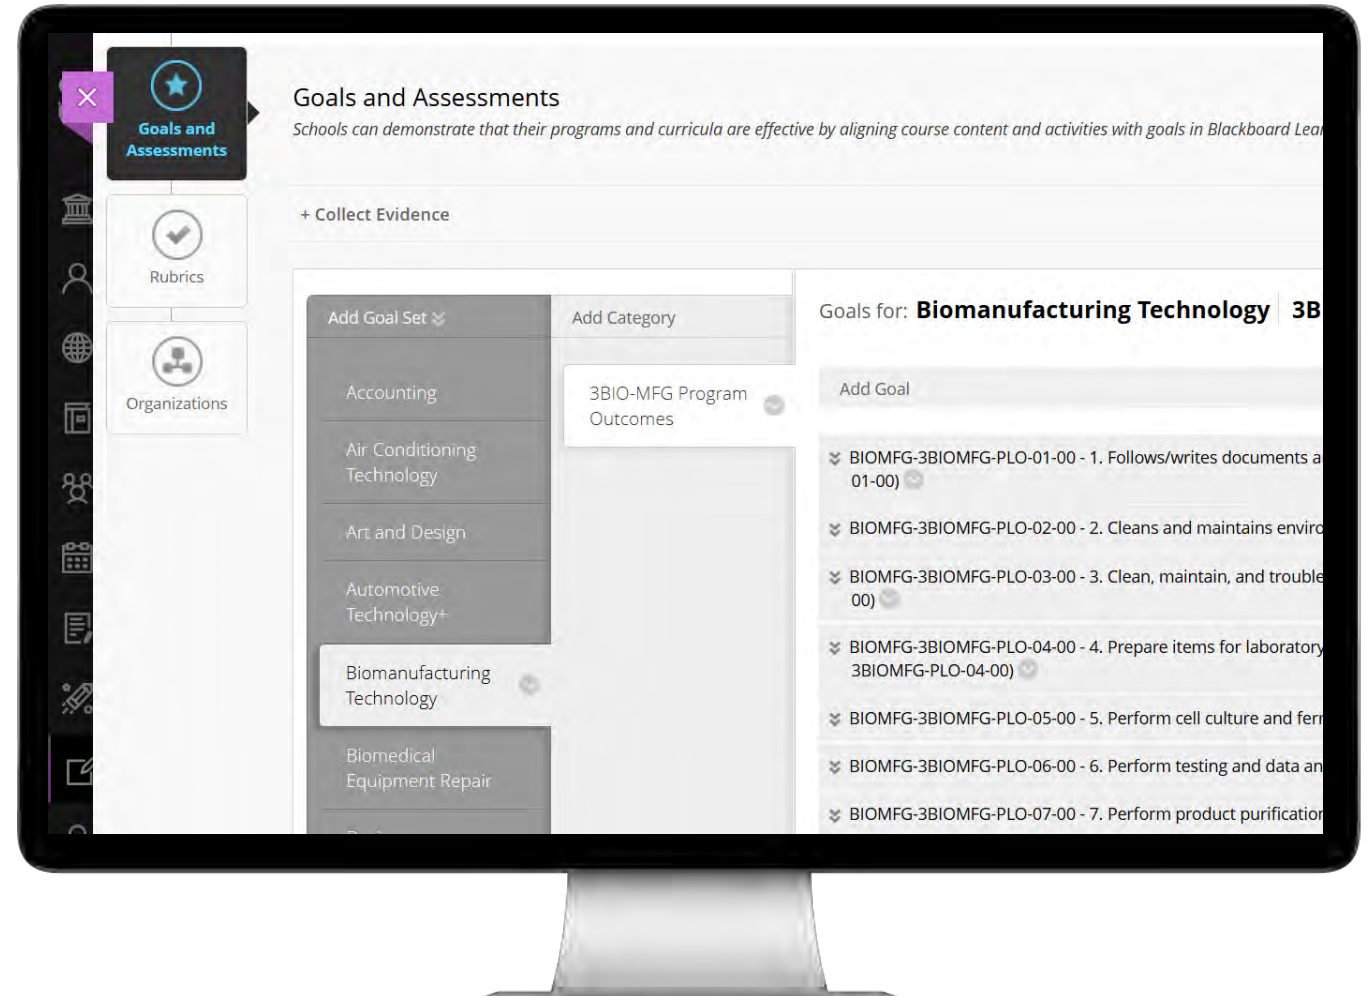 Goals and
Assessments
Rubrics
Organizations
Goals and Assessments
Schools can demonstrate that their programs and curricula are effective by aligning course content and activities with goals in Blackboard
+ Collect Evidence
Add Goal Set
Accounting
Air Conditioning
Technology
Art and Design
Automotive
Technology+
Biomanufacturing
Technology
Biomedical
Equipment Repair
Add Category
3BIO-MFG Program
Outcomes
Goals for: Biomanufacturing Technology 3B
Add Goal
BIOMFG-3BIOMFG-PLO-01-00 - 1. Follows/writes documents a
01-00)
BIOMFG-3BIOMFG-PLO-02-00 - 2. Cleans and maintains enviro
BIOMFG-3BIOMFG-PLO-03-00 - 3. Clean, maintain, and trouble
00)
BIOMFG-3BIOMFG-PLO-04-00 - 4. Prepare items for laboratory
3BIOMFG-PLO-04-00)
BIOMFG-3BIOMFG-PLO-05-00 - 5. Perform cell culture and fer
BIOMFG-3BIOMFG-PLO-06-00 - 6. Perform testing and data an
BIOMFG-3BIOMFG-PLO-07-00 - 7. Perform product purification